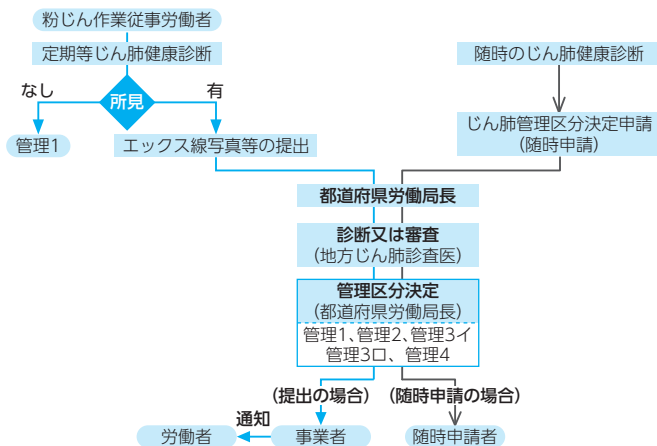 粉じん作業従事労働者
定期等じん肺健康診断
随時のじん肺健康診断
なし
所見
有
管理1
エックス線写真等の提出
じん肺管理区分決定申請
(随時申請)
都道府県労働局長
診断又は審査
(地方じん肺診査医)
管理区分決定
(都道府県労働局長)
管理1、管理2、管理3イ
管理3ロ、管理4
(提出の場合)
(随時申請の場合)
通知
労働者
事業者
随時申請者